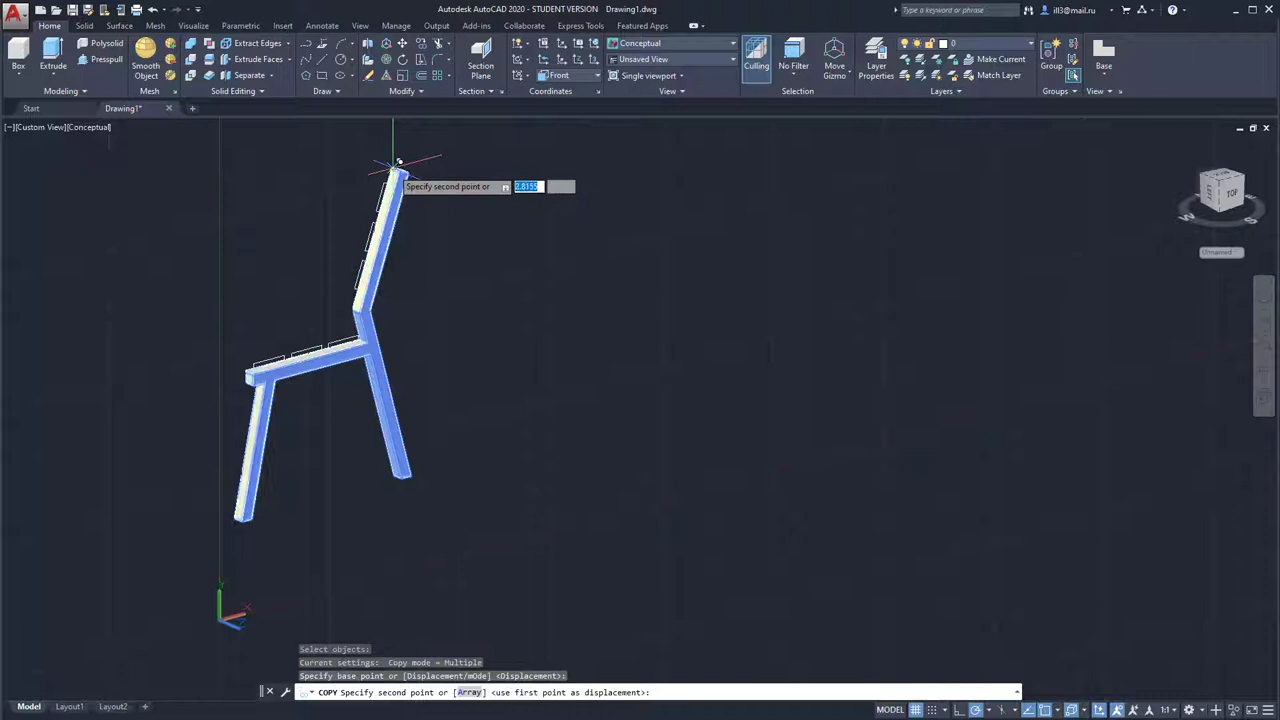 Autodesk AutoCAD 2020 - STUDENT VERSION Drawing1.dwg
Type a keyword or phrase
ill3@mail.ru
Home Solid Surface Mesh Visualize Parametric Insert Annotate View Manage Output Add-ins Collaborate Express Tools Featured Apps
Box
Extrude
Polysolid
Presspull
Modeling
Smooth Object
Mesh
Extract Edges
Extrude Faces
Separate
Solid Editing
Draw
Modify
Section Plane
Section
Front
Coordinates
Conceptual
Unsaved View
Single viewport
View
Culling
No Filter
Move Gizmo
Selection
Layer Properties
0
Make Current
Match Layer
Layers
Group
Groups
Base
View
Start
Drawing1*
[−][Custom View][Conceptual]
TOP
W
S
Unnamed
Specify second point or
2.8155
Y
X
Select objects:
Current settings: Copy mode = Multiple
Specify base point or [Displacement/mOde] <Displacement>:
COPY Specify second point or [Array] <use first point as displacement>:
Model Layout1 Layout2
MODEL
1:1